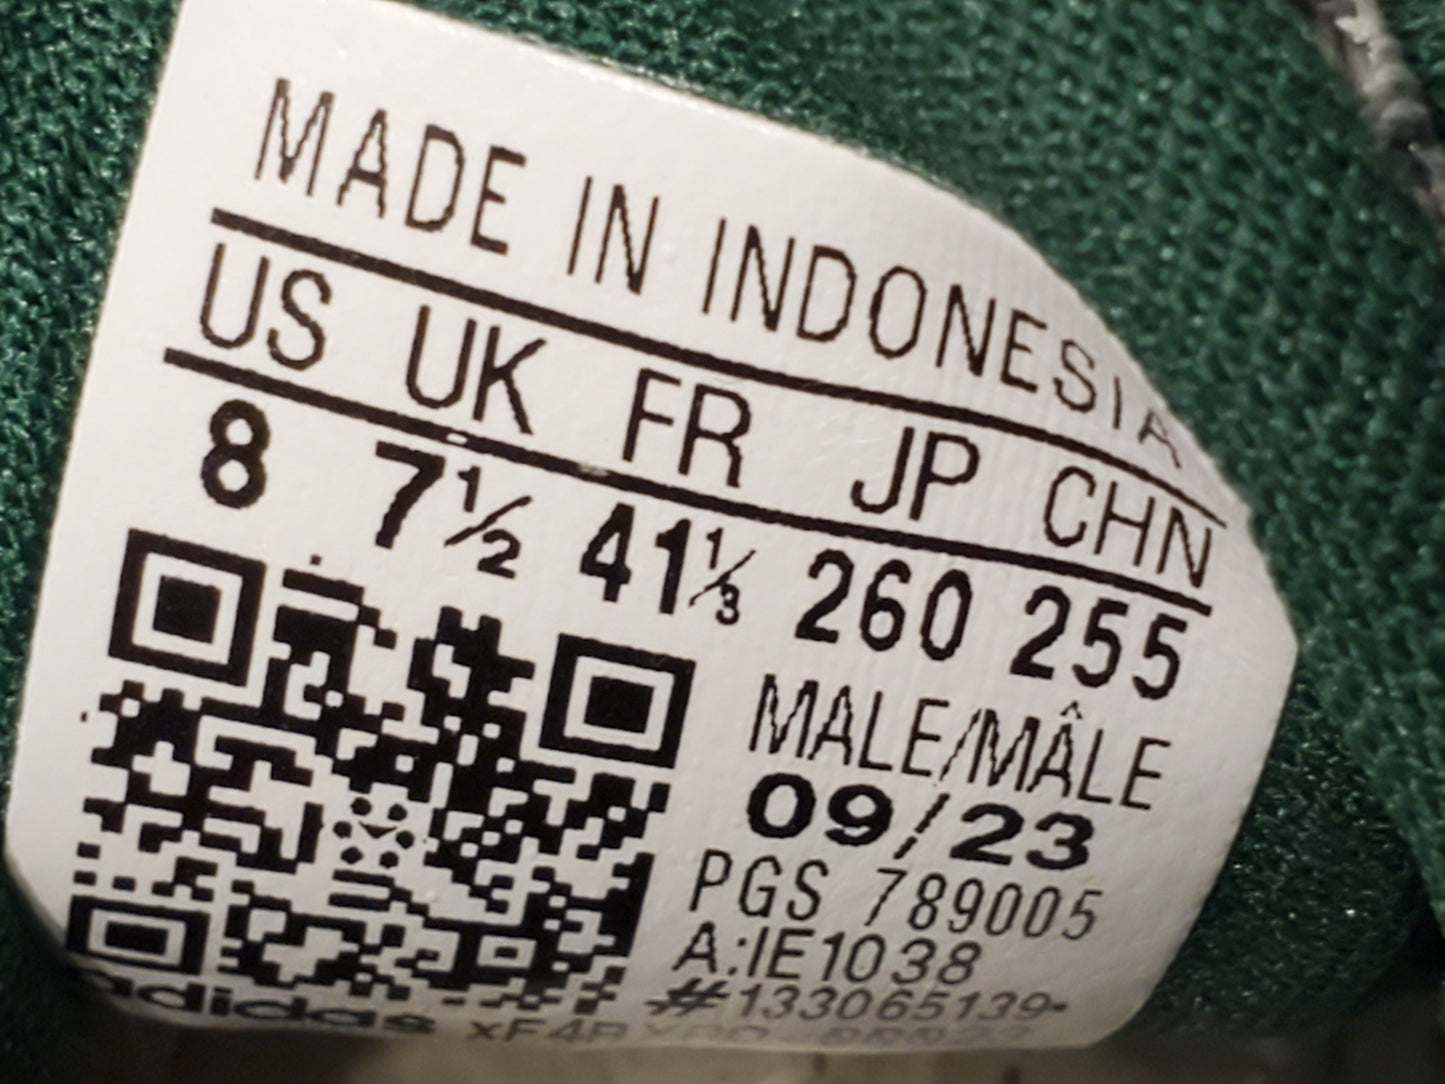 MADE IN INDONESIA
US UK FR JP CHN
8 7½ 41⅓ 260 255
MALE/MÂLE
09/23
PGS 789005
A:IE1038
#133065139-
adidas